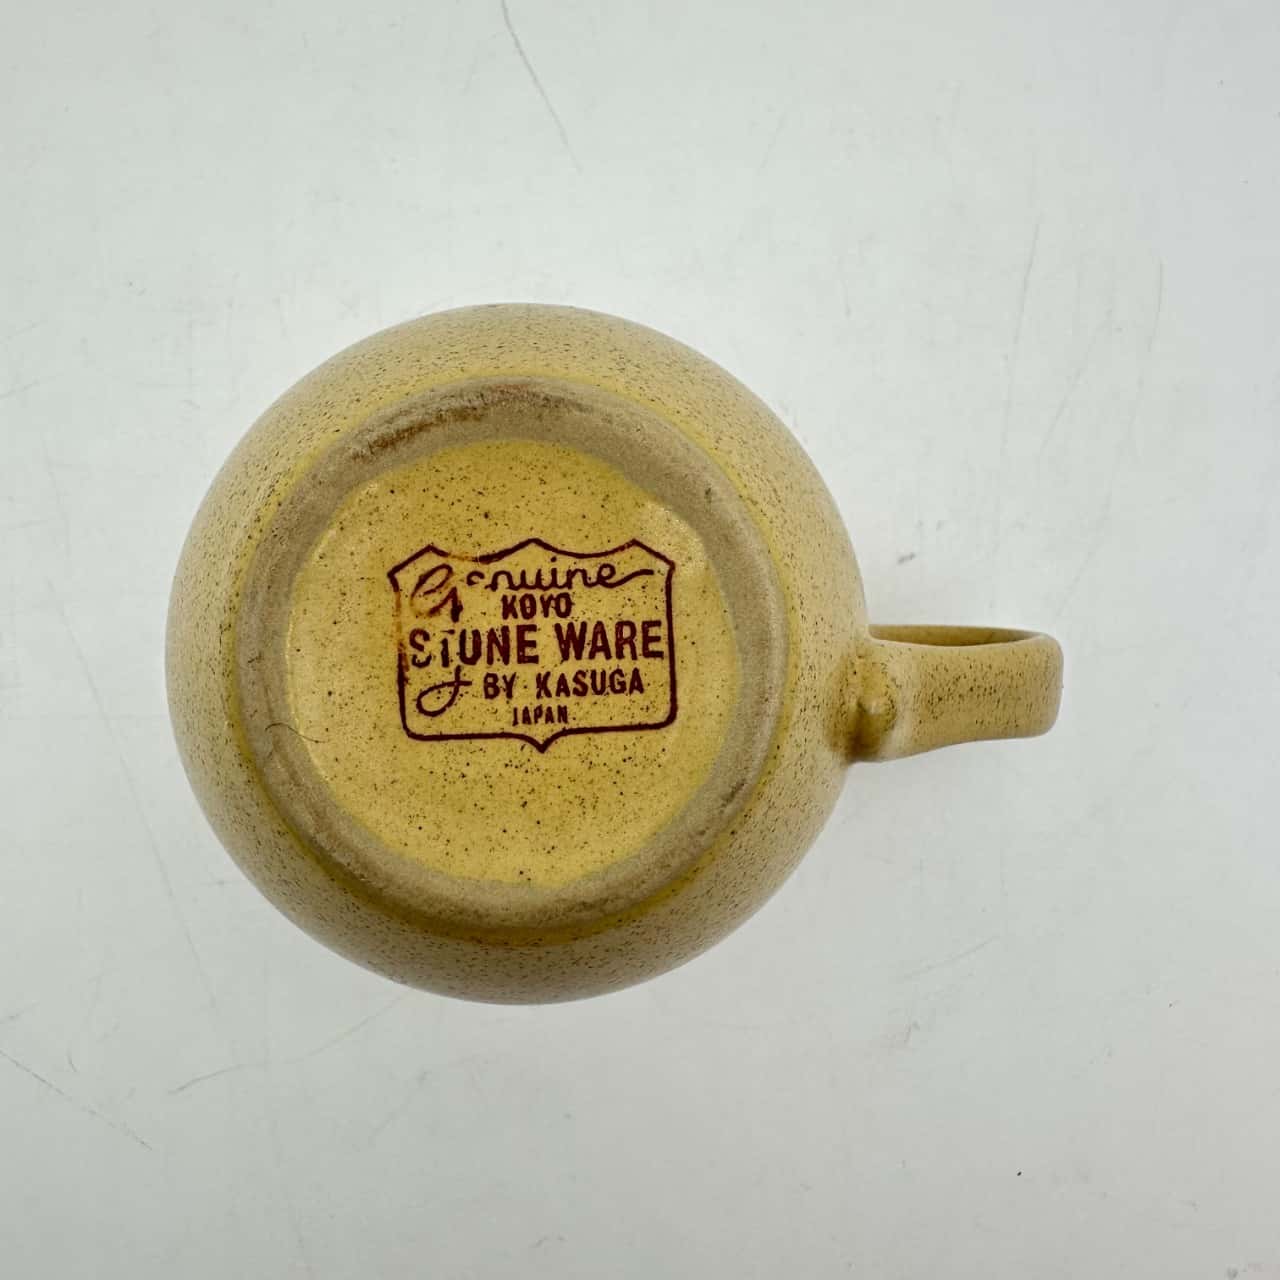 Genuine
KOYO
STONE WARE
BY KASUGA
JAPAN